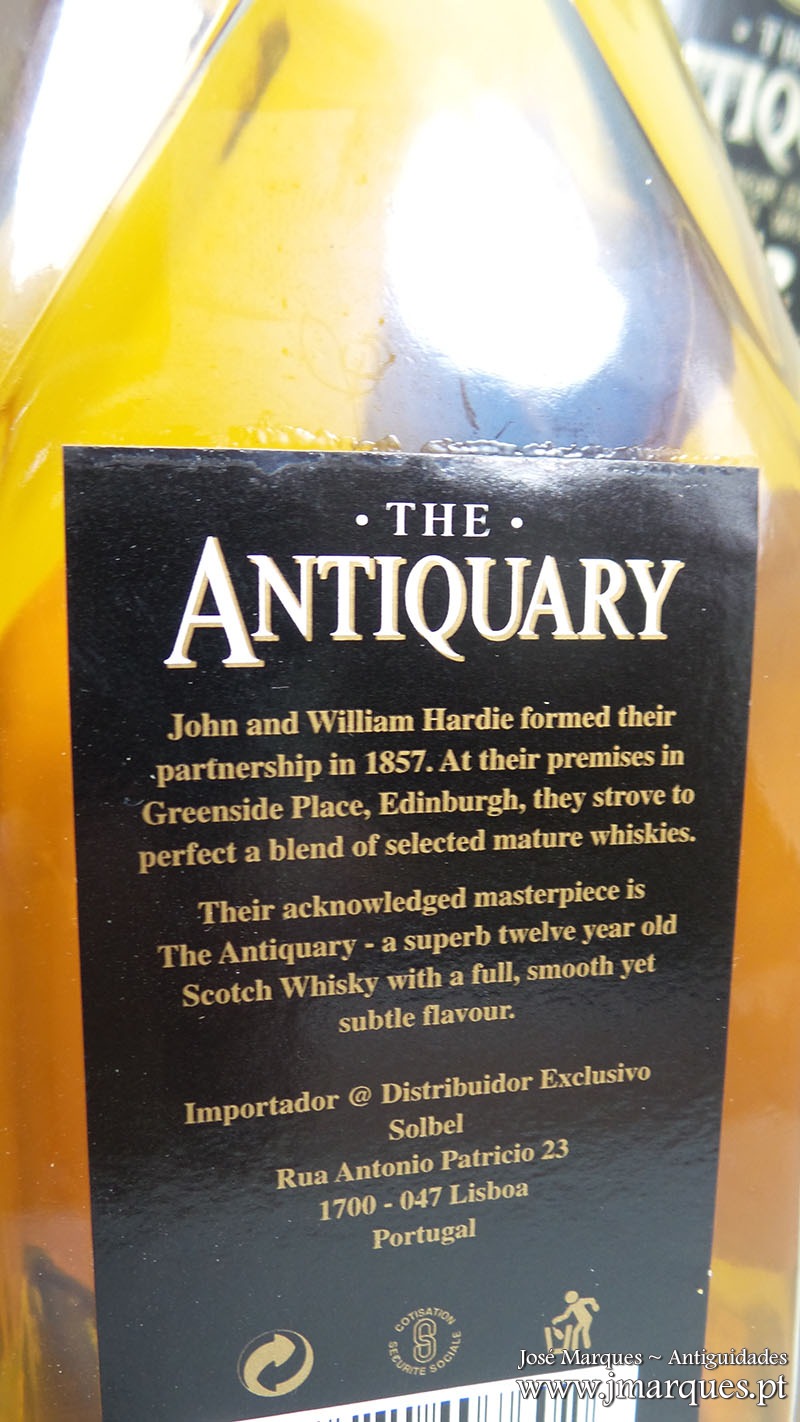 · THE ·
ANTIQUARY
John and William Hardie formed their
partnership in 1857. At their premises in
Greenside Place, Edinburgh, they strove to
perfect a blend of selected mature whiskies.
Their acknowledged masterpiece is
The Antiquary - a superb twelve year old
Scotch Whisky with a full, smooth yet
subtle flavour.
Importador @ Distribuidor Exclusivo
Solbel
Rua Antonio Patricio 23
1700 - 047 Lisboa
Portugal
COTISATION
SECURITE SOCIALE
José Marques ~ Antiguidades
www.jmarques.pt